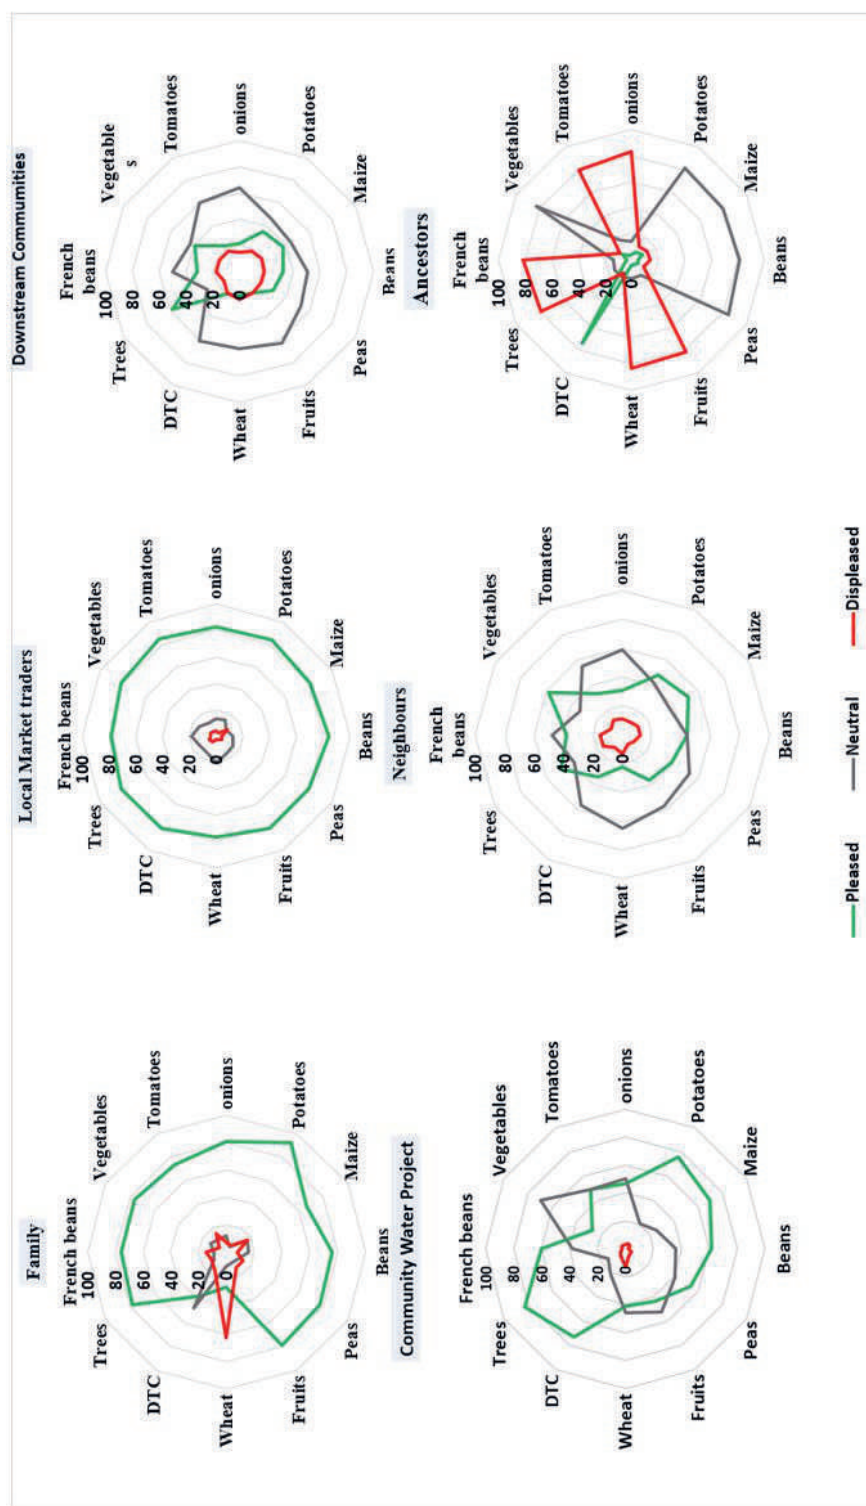 Family
French beans
Vegetables
Tomatoes
onions
Potatoes
Maize
Beans
Peas
Fruits
Wheat
DTC
Trees
100
80
60
40
20
0
Local Market traders
French beans
Vegetables
Tomatoes
onions
Potatoes
Maize
Beans
Peas
Fruits
Wheat
DTC
Trees
100
80
60
40
20
0
Downstream Communities
French
beans
Vegetable
s
Tomatoes
onions
Potatoes
Maize
Beans
Peas
Fruits
Wheat
DTC
Trees
100
80
60
40
20
0
Community Water Project
French beans
Vegetables
Tomatoes
onions
Potatoes
Maize
Beans
Peas
Fruits
Wheat
DTC
Trees
100
80
60
40
20
0
Neighbours
French
beans
Vegetables
Tomatoes
onions
Potatoes
Maize
Beans
Peas
Fruits
Wheat
DTC
Trees
100
80
60
40
20
0
Ancestors
French
beans
Vegetables
Tomatoes
onions
Potatoes
Maize
Beans
Peas
Fruits
Wheat
DTC
Trees
100
80
60
40
20
0
Pleased
Neutral
Displeased